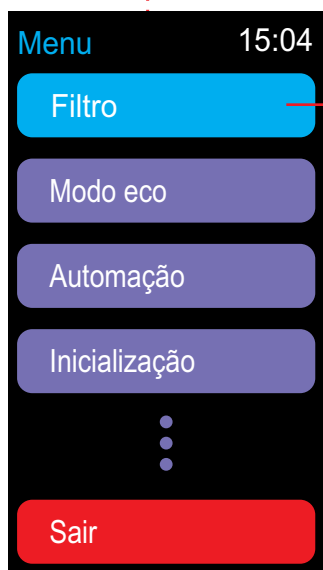 Menu 15:04
Filtro
Modo eco
Automação
Inicialização
Sair